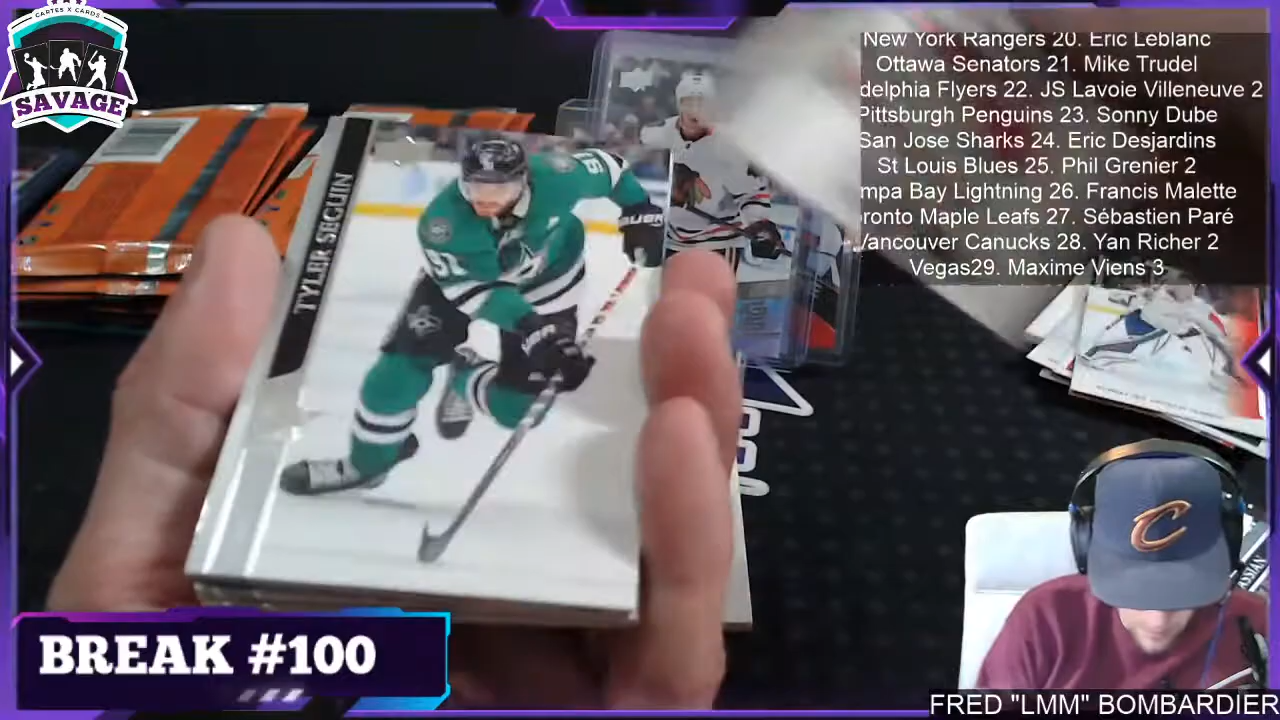 CARTES X CARDS
SAVAGE
New York Rangers 20. Eric Leblanc
Ottawa Senators 21. Mike Trudel
delphia Flyers 22. JS Lavoie Villeneuve 2
Pittsburgh Penguins 23. Sonny Dube
San Jose Sharks 24. Eric Desjardins
St Louis Blues 25. Phil Grenier 2
mpa Bay Lightning 26. Francis Malette
ronto Maple Leafs 27. Sébastien Paré
Vancouver Canucks 28. Yan Richer 2
Vegas29. Maxime Viens 3
TYLER SEGUIN
91
C
BREAK #100
FRED "LMM" BOMBARDIER